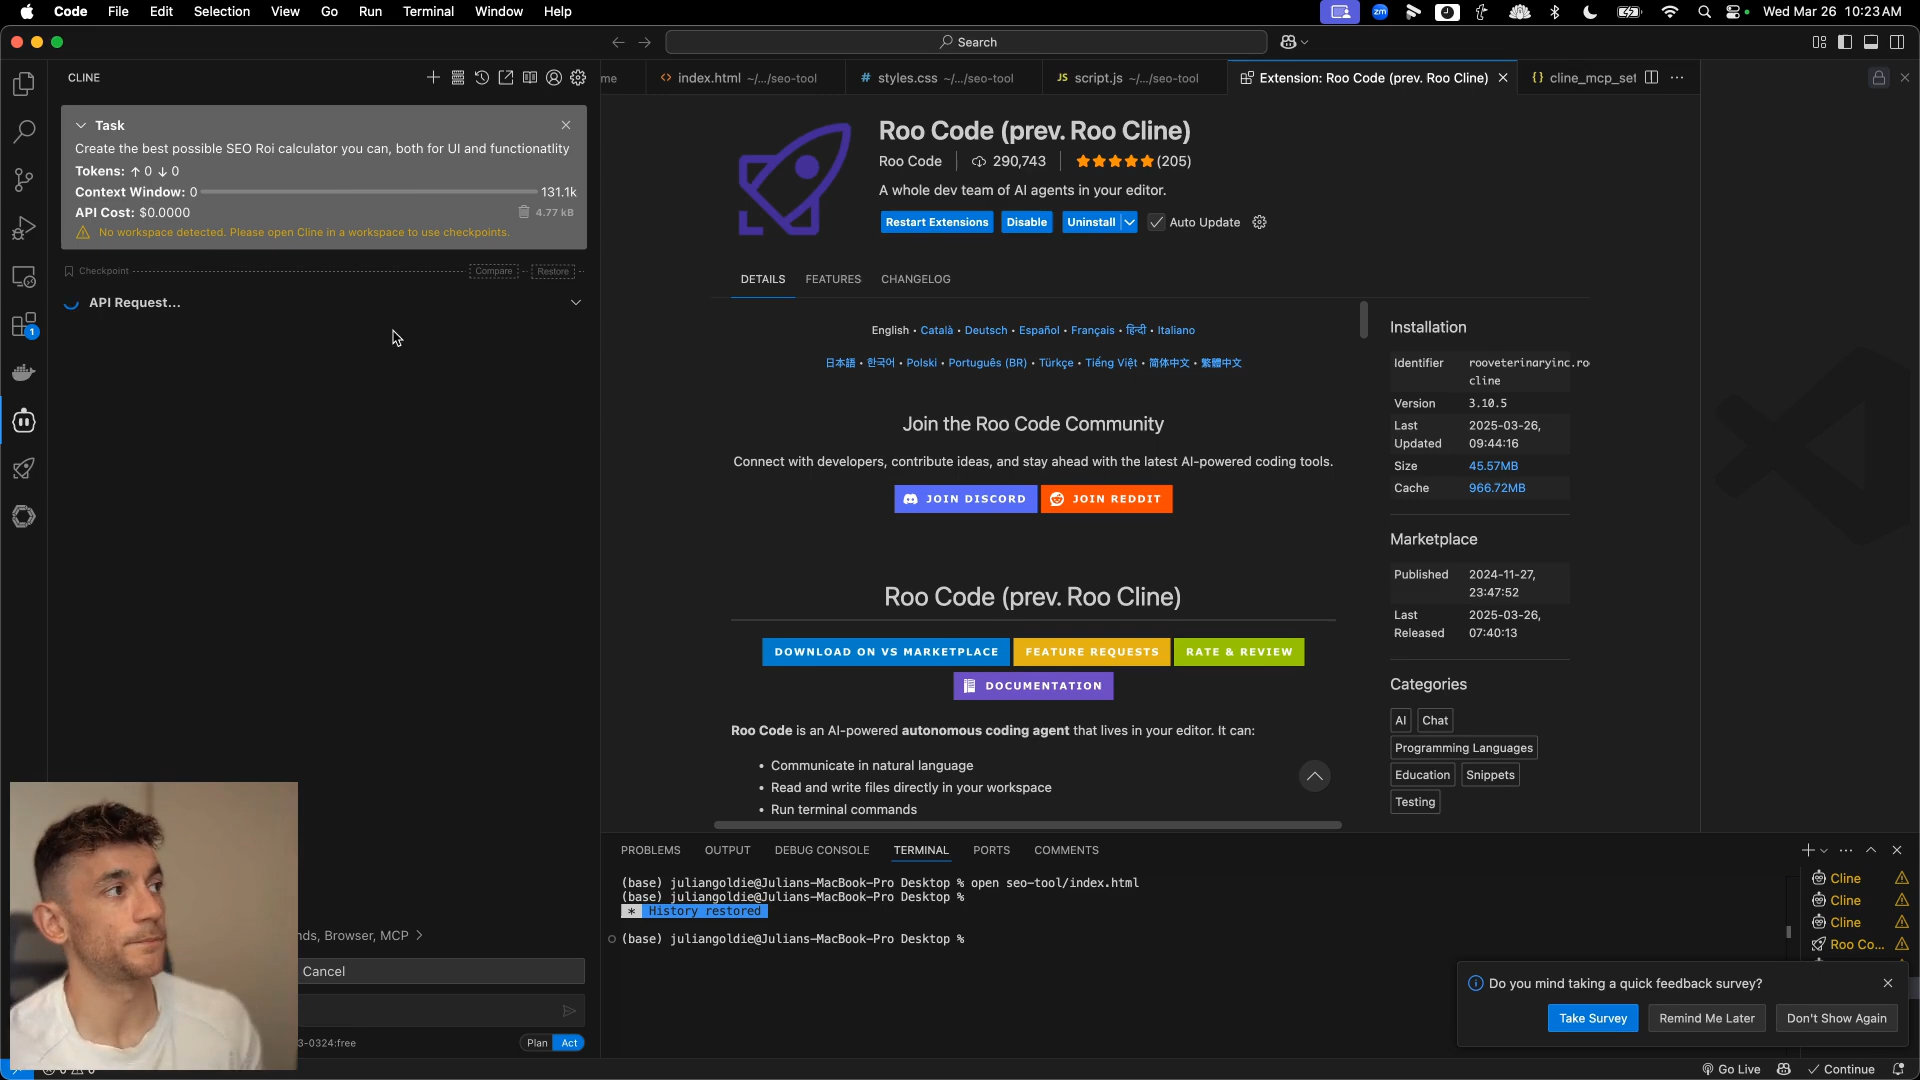 Code File Edit Selection View Go Run Terminal Window Help
zm
Wed Mar 26 10:23 AM
Search
CLINE
me
index.html ~/.../seo-tool
# styles.css ~/.../seo-tool
JS script.js ~/.../seo-tool
Extension: Roo Code (prev. Roo Cline)
{} cline_mcp_set
Task
Create the best possible SEO Roi calculator you can, both for UI and functionatlity
Tokens: ↑ 0 ↓ 0
Context Window: 0 131.1k
API Cost: $0.0000 4.77 kB
No workspace detected. Please open Cline in a workspace to use checkpoints.
Checkpoint Compare Restore
API Request...
1
nds, Browser, MCP >
Cancel
3-0324:free
Plan Act
Roo Code (prev. Roo Cline)
Roo Code 290,743 (205)
A whole dev team of AI agents in your editor.
Restart Extensions Disable Uninstall Auto Update
DETAILS FEATURES CHANGELOG
English • Català • Deutsch • Español • Français • हिन्दी • Italiano
日本語 • 한국어 • Polski • Português (BR) • Türkçe • Tiếng Việt • 简体中文 • 繁體中文
Join the Roo Code Community
Connect with developers, contribute ideas, and stay ahead with the latest AI-powered coding tools.
JOIN DISCORD JOIN REDDIT
Roo Code (prev. Roo Cline)
DOWNLOAD ON VS MARKETPLACE FEATURE REQUESTS RATE & REVIEW
DOCUMENTATION
Roo Code is an AI-powered autonomous coding agent that lives in your editor. It can:
• Communicate in natural language
• Read and write files directly in your workspace
• Run terminal commands
Installation
Identifier rooveterinaryinc.ro
cline
Version 3.10.5
Last 2025-03-26,
Updated 09:44:16
Size 45.57MB
Cache 966.72MB
Marketplace
Published 2024-11-27,
23:47:52
Last 2025-03-26,
Released 07:40:13
Categories
AI Chat
Programming Languages
Education Snippets
Testing
PROBLEMS OUTPUT DEBUG CONSOLE TERMINAL PORTS COMMENTS
(base) juliangoldie@Julians-MacBook-Pro Desktop % open seo-tool/index.html
(base) juliangoldie@Julians-MacBook-Pro Desktop %
* History restored
(base) juliangoldie@Julians-MacBook-Pro Desktop %
Cline
Cline
Cline
Roo Co...
Do you mind taking a quick feedback survey?
Take Survey Remind Me Later Don't Show Again
Go Live Continue